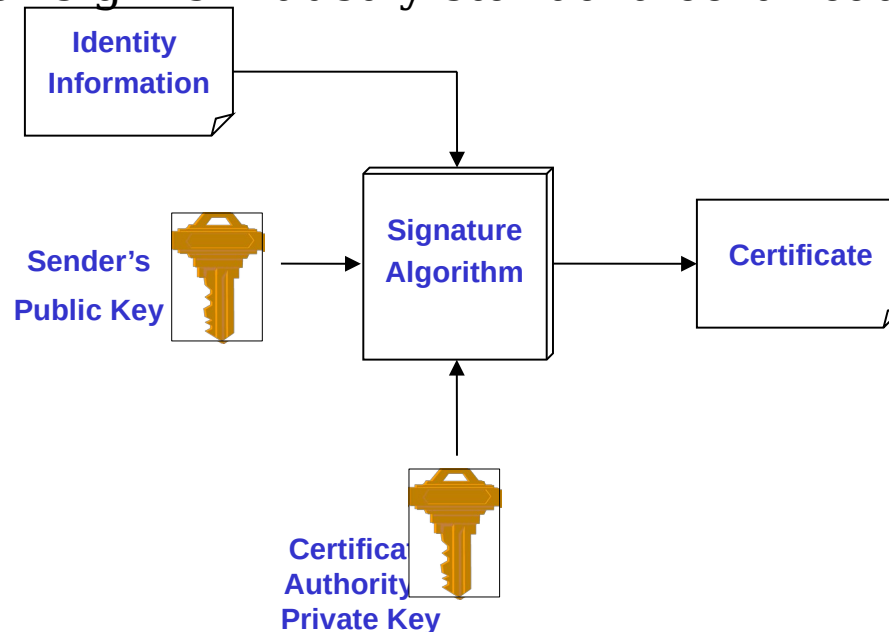 Identity
Information
Signature
Algorithm
Certificate
Sender’s
Public Key
Authority
Private Key